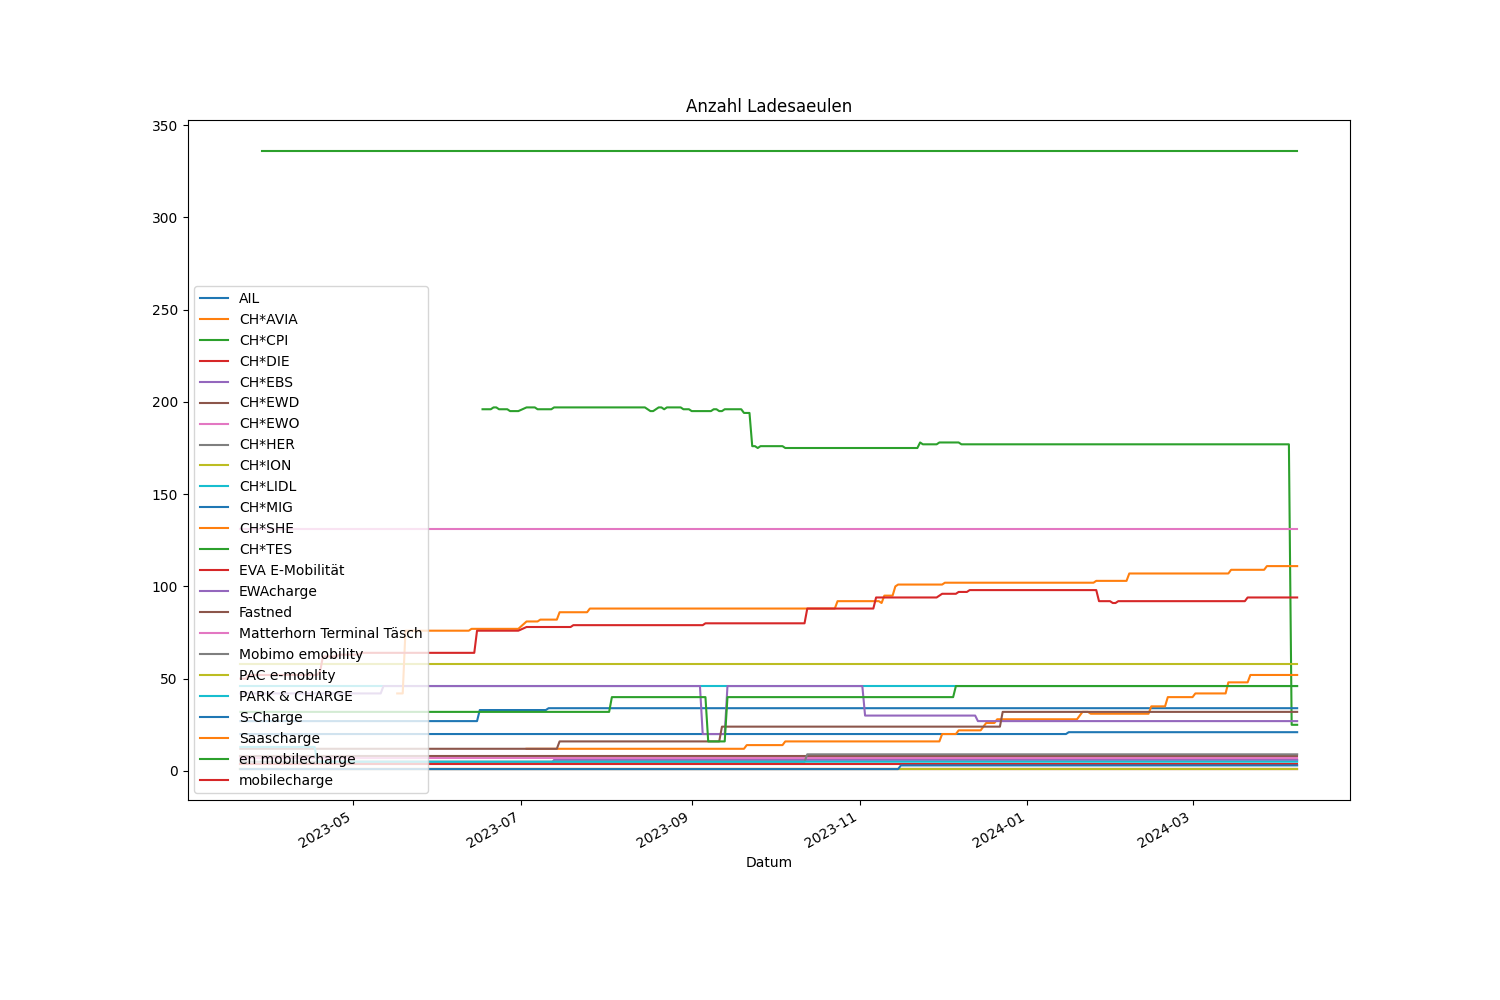 Anzahl Ladesaeulen
350
300
250
200
150
100
50
0
AIL
CH*AVIA
CH*CPI
CH*DIE
CH*EBS
CH*EWD
CH*EWO
CH*HER
CH*ION
CH*LIDL
CH*MIG
CH*SHE
CH*TES
EVA E-Mobilität
EWAcharge
Fastned
Matterhorn Terminal Täsch
Mobimo emobility
PAC e-moblity
PARK & CHARGE
S-Charge
Saascharge
en mobilecharge
mobilecharge
2023-05
2023-07
2023-09
2023-11
2024-01
2024-03
Datum